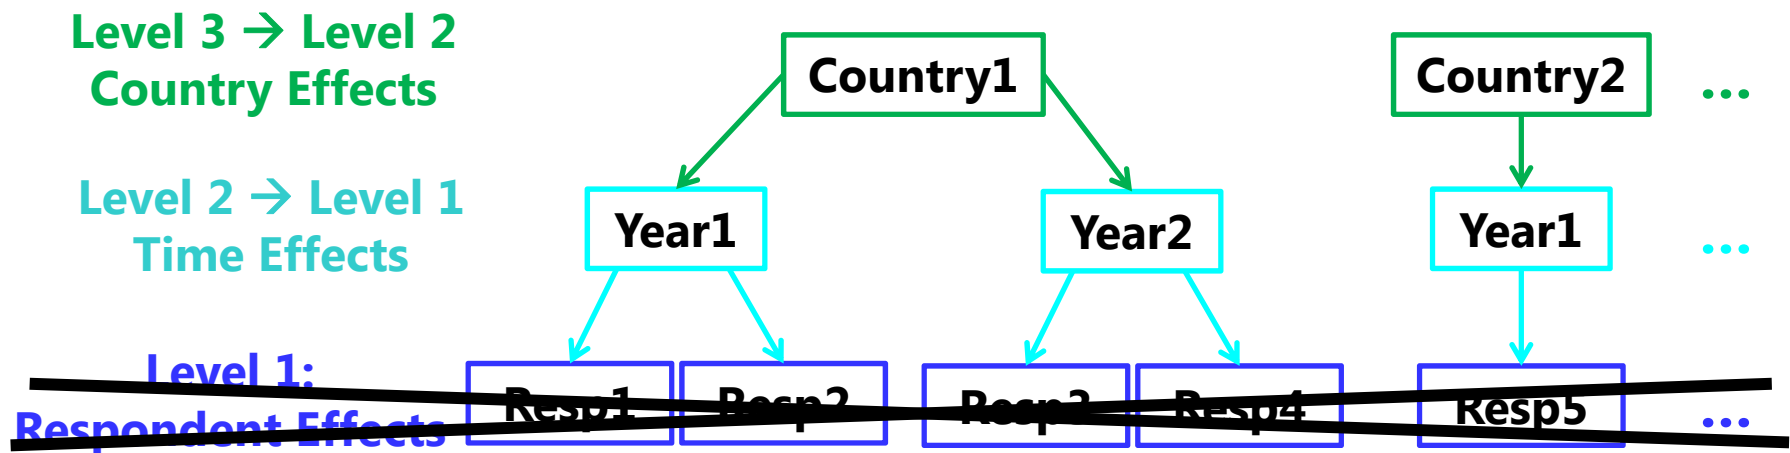 Level 3 → Level 2
Country Effects
Country1
Country2
...
Level 2 → Level 1
Time Effects
Year1
Year2
Year1
...
Level 1:
Respondent Effects
Resp1
Resp2
Resp3
Resp4
Resp5
...